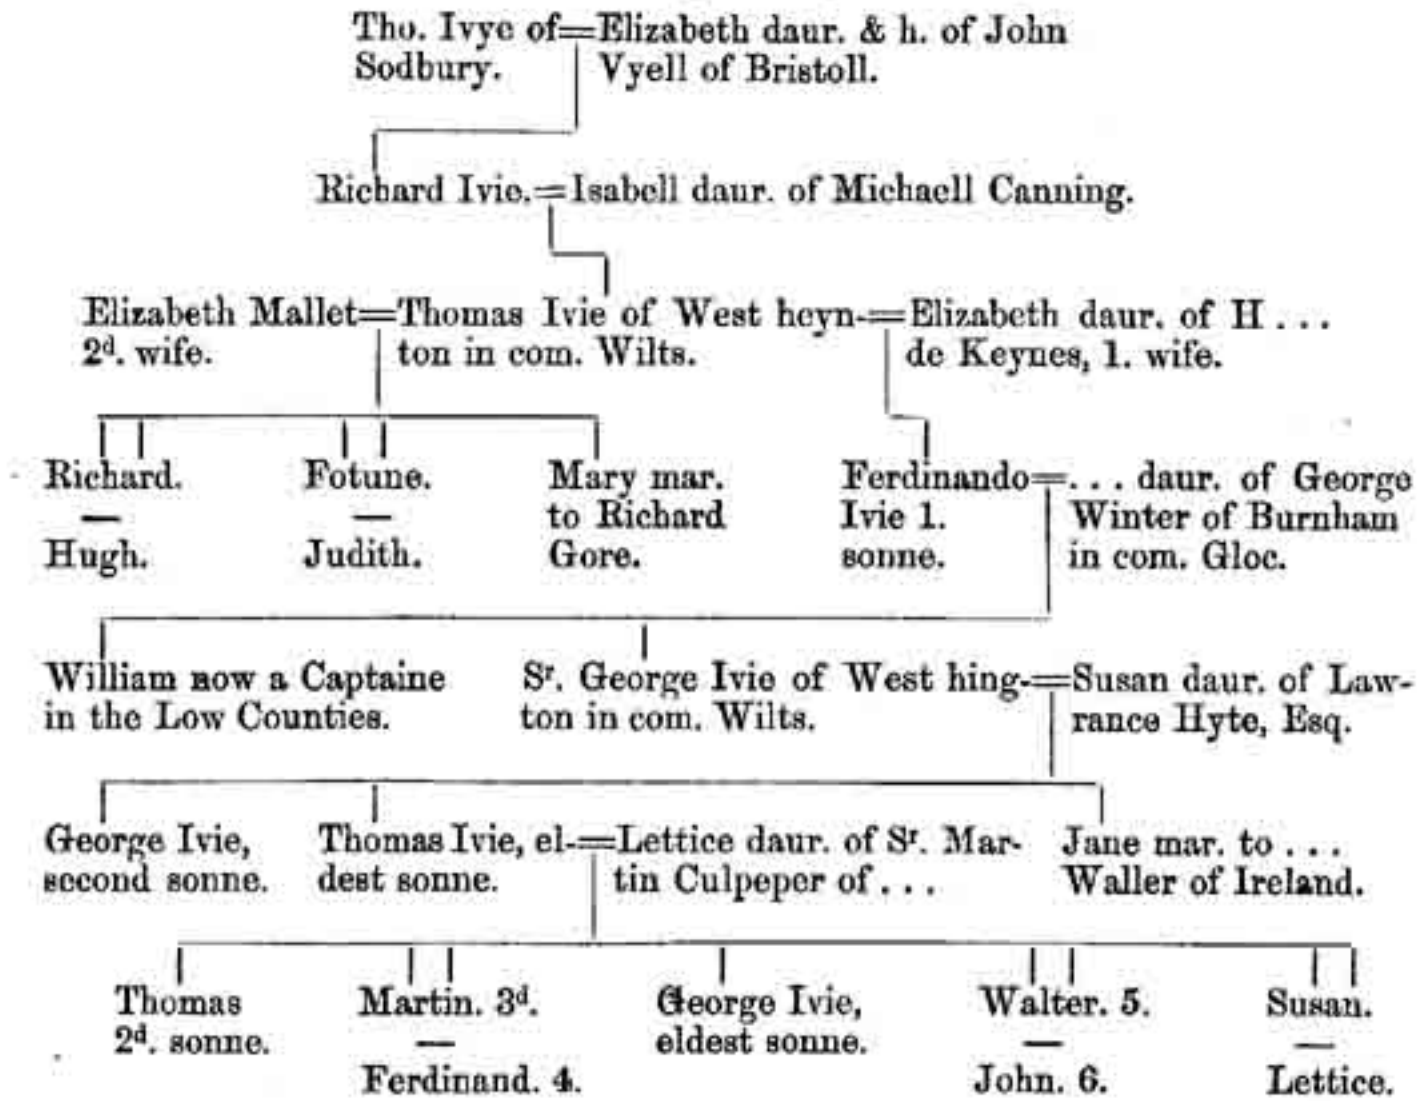 Tho. Ivye of=Elizabeth daur. & h. of John
Sodbury. Vyell of Bristoll.
Richard Ivie.=Isabell daur. of Michaell Canning.
Elizabeth Mallet=Thomas Ivie of West heyn-=Elizabeth daur. of H ...
2d. wife. ton in com. Wilts. de Keynes, 1. wife.
Richard. Fotune. Mary mar. Ferdinando=... daur. of George
— — to Richard Ivie 1. Winter of Burnham
Hugh. Judith. Gore. sonne. in com. Gloc.
William now a Captaine Sr. George Ivie of West hing-=Susan daur. of Law-
in the Low Counties. ton in com. Wilts. rance Hyte, Esq.
George Ivie, Thomas Ivie, el-=Lettice daur. of Sr. Mar- Jane mar. to ...
second sonne. dest sonne. tin Culpeper of ... Waller of Ireland.
Thomas Martin. 3d. George Ivie, Walter. 5. Susan.
2d. sonne. — eldest sonne. — —
Ferdinand. 4. John. 6. Lettice.